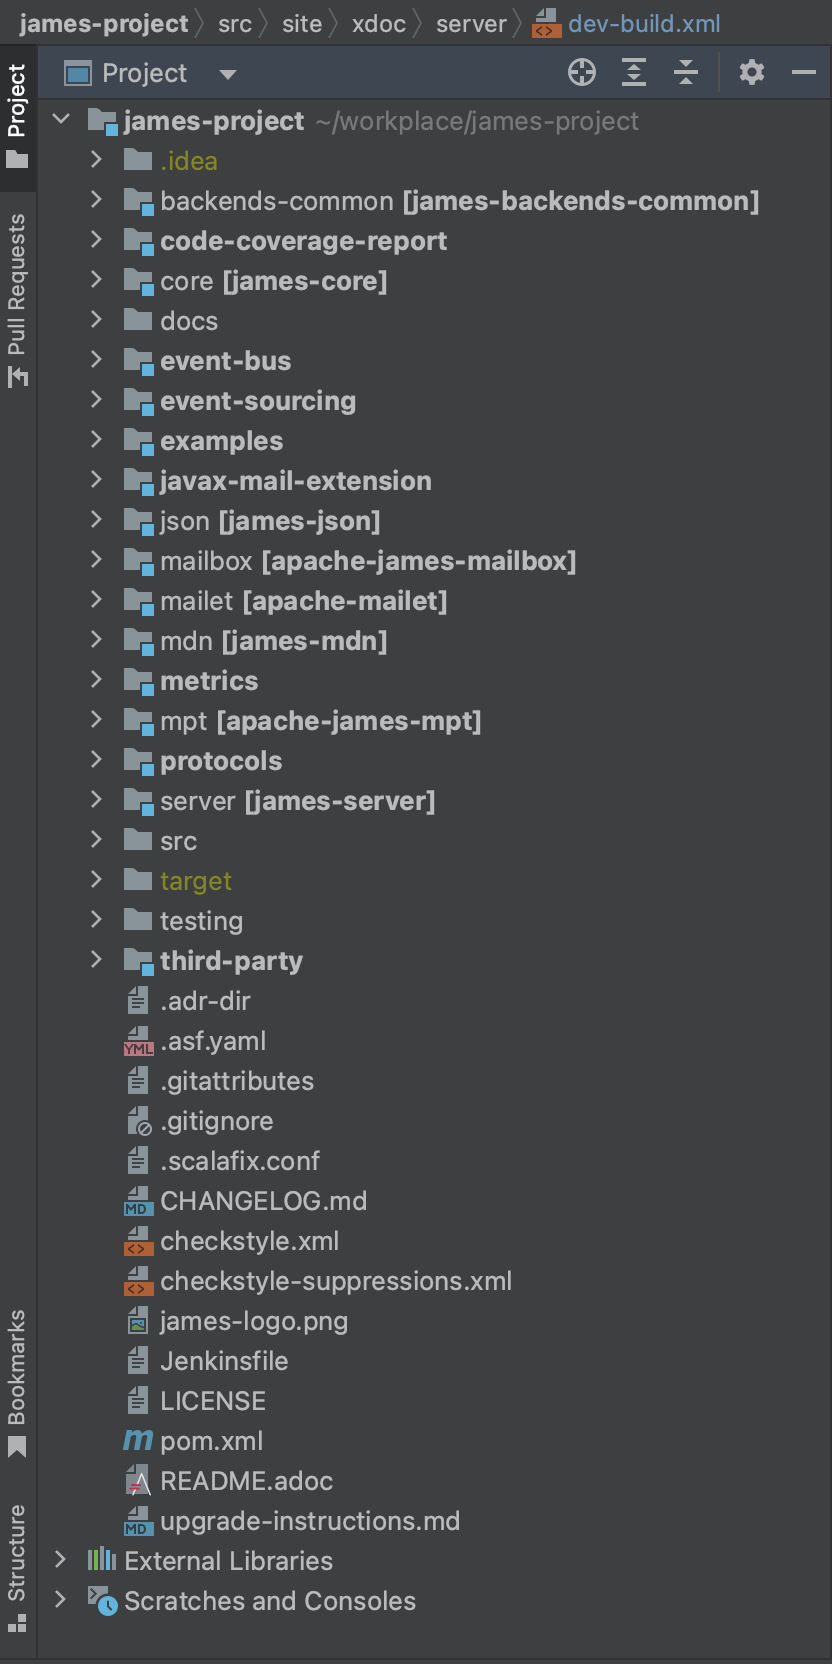 james-project src site xdoc server dev-build.xml
Project
Project
Pull Requests
Bookmarks
Structure
james-project ~/workplace/james-project
.idea
backends-common [james-backends-common]
code-coverage-report
core [james-core]
docs
event-bus
event-sourcing
examples
javax-mail-extension
json [james-json]
mailbox [apache-james-mailbox]
mailet [apache-mailet]
mdn [james-mdn]
metrics
mpt [apache-james-mpt]
protocols
server [james-server]
src
target
testing
third-party
.adr-dir
YML .asf.yaml
.gitattributes
.gitignore
.scalafix.conf
MD CHANGELOG.md
<> checkstyle.xml
<> checkstyle-suppressions.xml
james-logo.png
Jenkinsfile
LICENSE
m pom.xml
README.adoc
MD upgrade-instructions.md
External Libraries
Scratches and Consoles